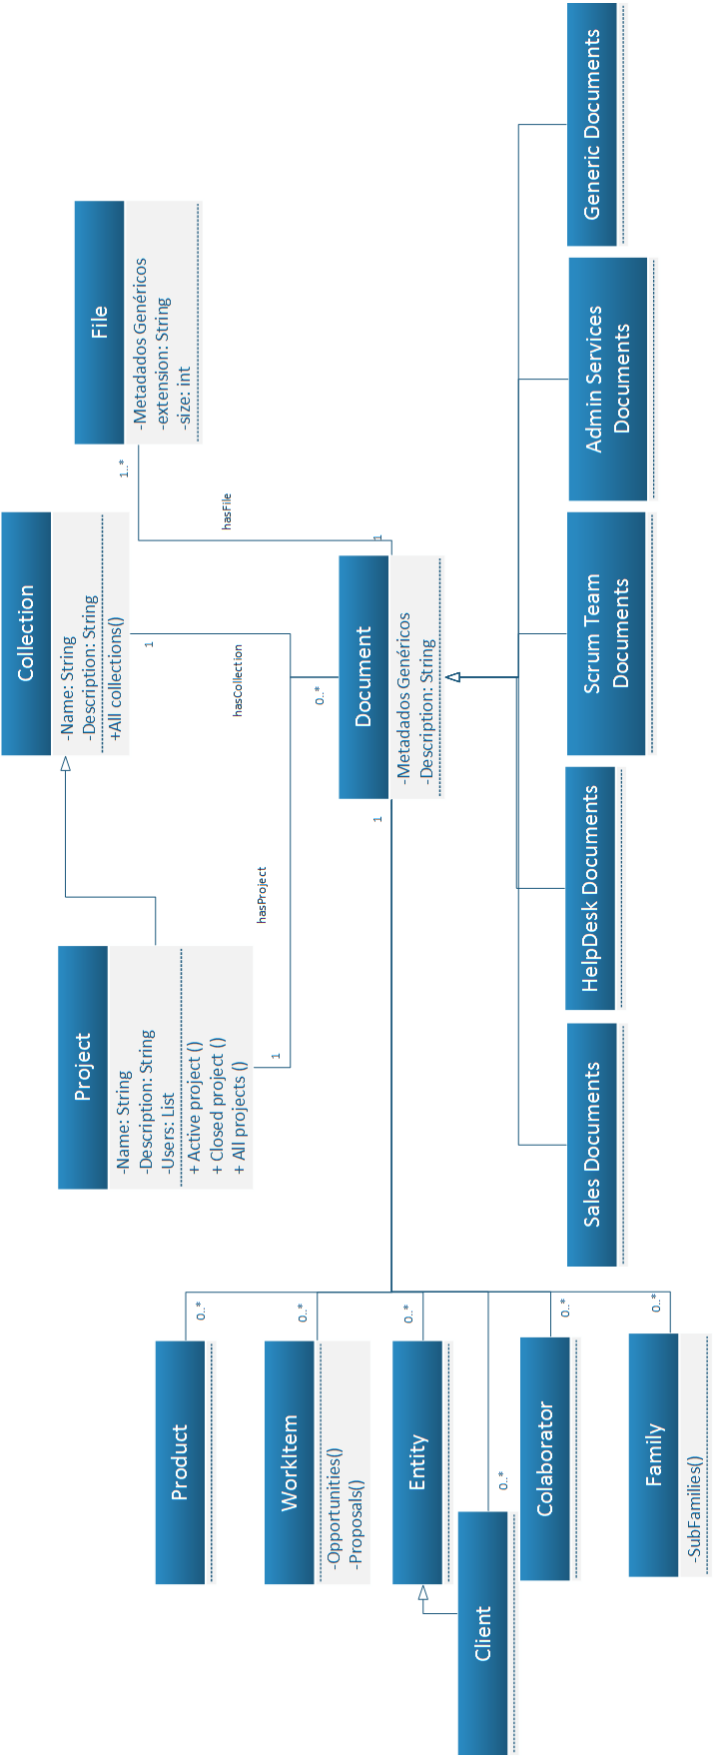 Collection
-Name: String
-Description: String
+All collections()
Project
-Name: String
-Description: String
-Users: List
+ Active project ()
+ Closed project ()
+ All projects ()
File
-Metadados Genéricos
-extension: String
-size: int
1..*
hasFile
1
1
hasCollection
0..*
hasProject
1
Document
-Metadados Genéricos
-Description: String
1
Product
0..*
WorkItem
-Opportunities()
-Proposals()
0..*
Entity
0..*
Client
0..*
Colaborator
0..*
Family
-SubFamilies()
0..*
Sales Documents
HelpDesk Documents
Scrum Team
Documents
Admin Services
Documents
Generic Documents